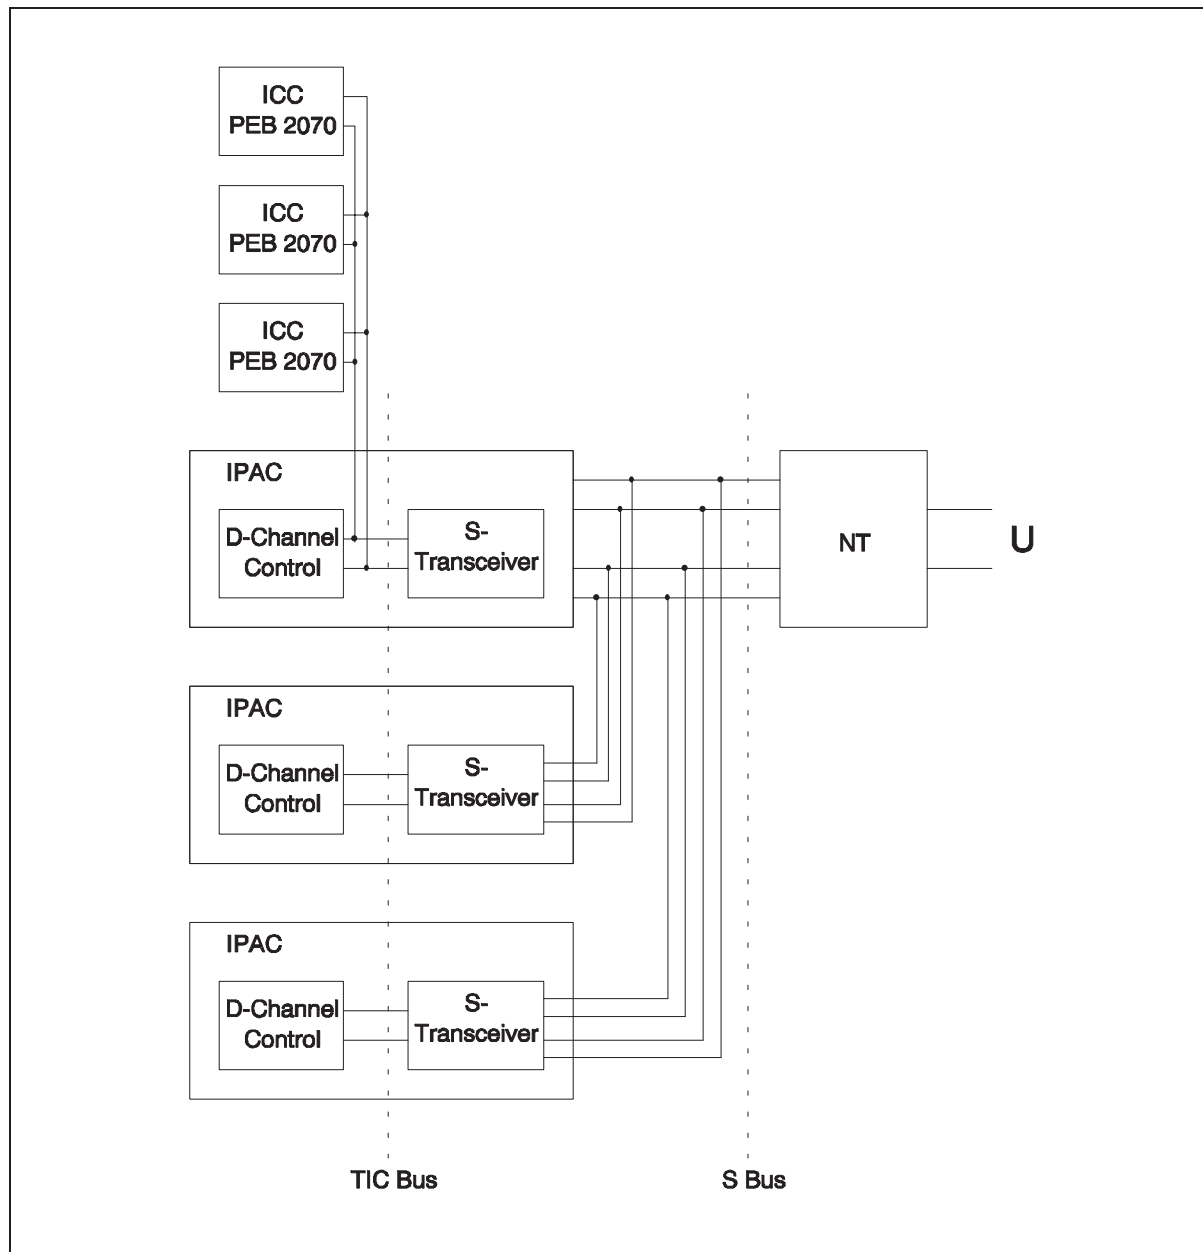 ICC
PEB 2070
ICC
PEB 2070
ICC
PEB 2070
IPAC
D-Channel
Control
S-
Transceiver
NT
U
IPAC
D-Channel
Control
S-
Transceiver
IPAC
D-Channel
Control
S-
Transceiver
TIC Bus
S Bus